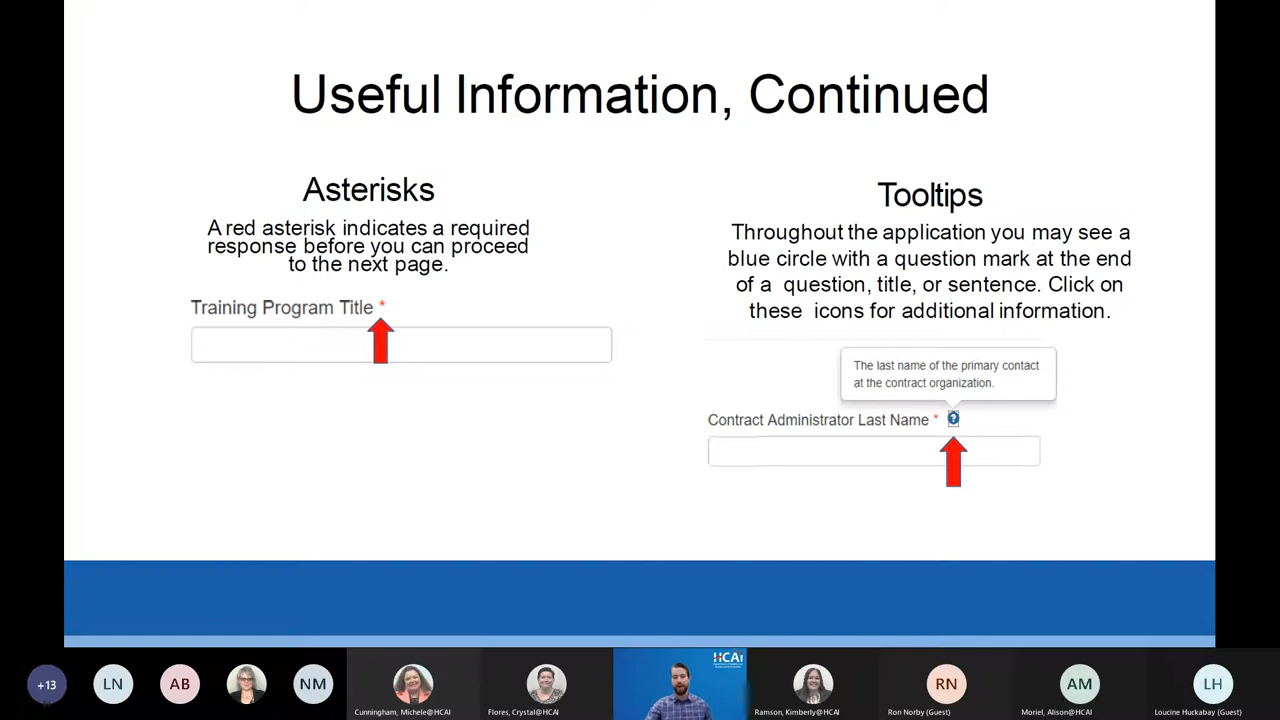 Useful Information, Continued
Asterisks
A red asterisk indicates a required
response before you can proceed
to the next page.
Training Program Title *
Tooltips
Throughout the application you may see a
blue circle with a question mark at the end
of a question, title, or sentence. Click on
these icons for additional information.
The last name of the primary contact
at the contract organization.
Contract Administrator Last Name * ?
HCAI
+13
LN
AB
NM
RN
AM
LH
Cunningham, Michele@HCAI
Flores, Crystal@HCAI
Ramson, Kimberly@HCAI
Ron Norby (Guest)
Moriel, Alison@HCAI
Loucine Huckabay (Guest)